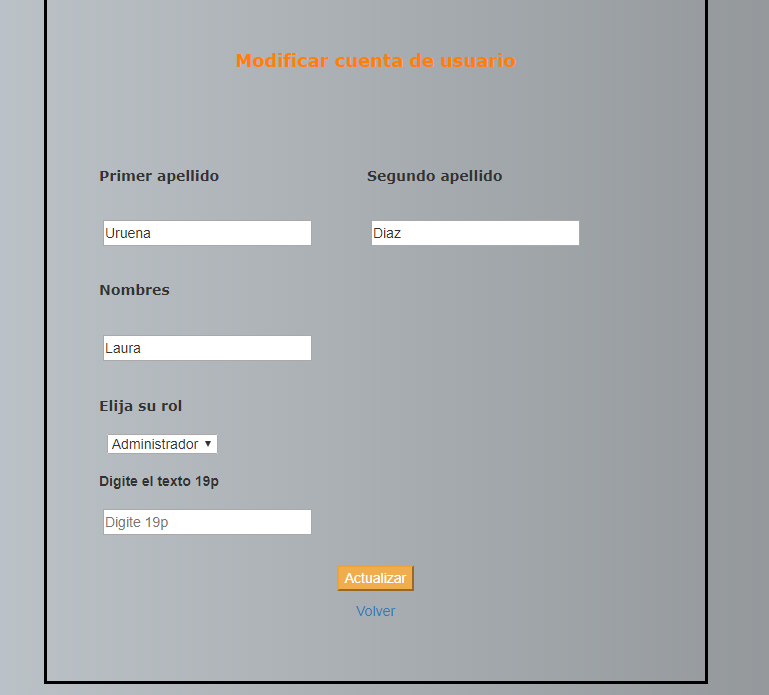 Modificar cuenta de usuario
Primer apellido Segundo apellido
Uruena Diaz
Nombres
Laura
Elija su rol
Administrador
Digite el texto 19p
Digite 19p
Actualizar
Volver